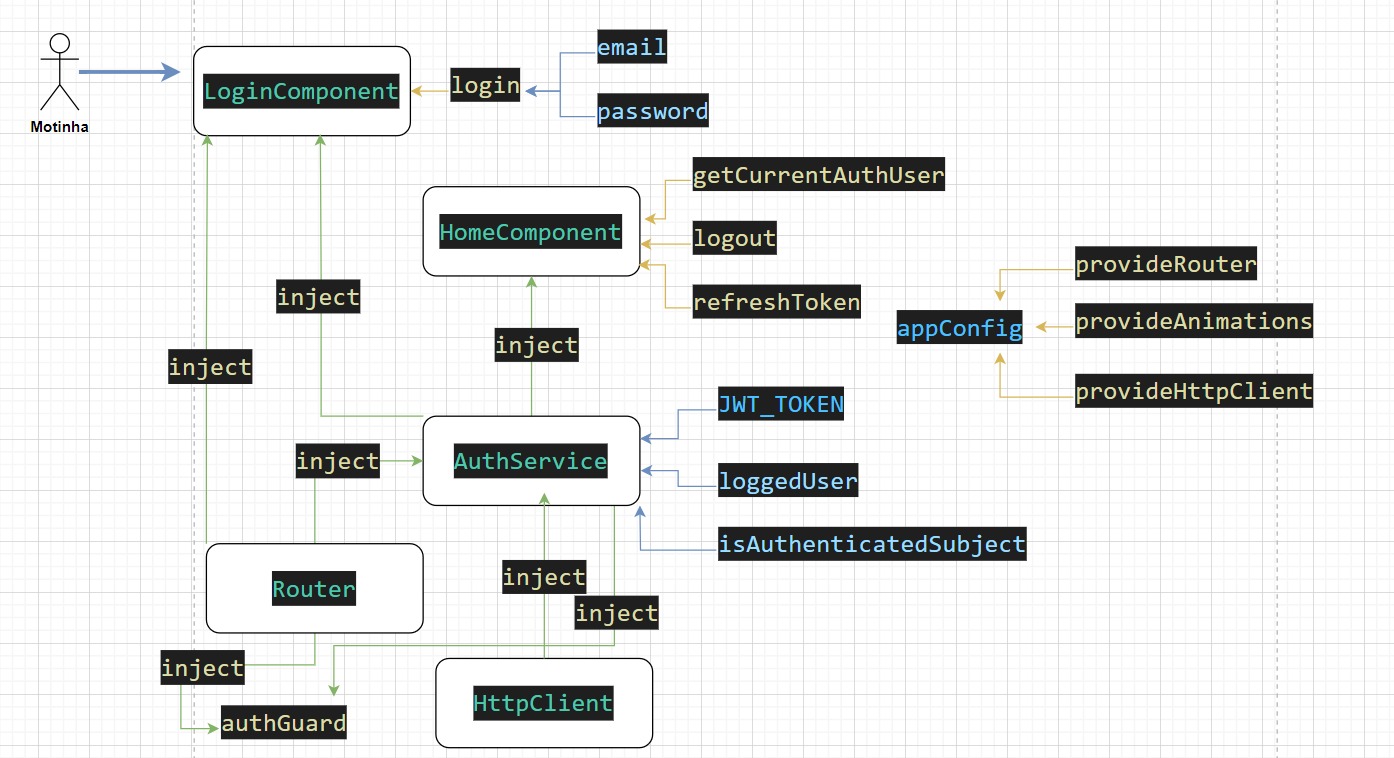 email
login
LoginComponent
password
Motinha
getCurrentAuthUser
HomeComponent
logout
refreshToken
provideRouter
appConfig
provideAnimations
provideHttpClient
inject
inject
inject
JWT_TOKEN
inject
AuthService
loggedUser
isAuthenticatedSubject
Router
inject
inject
inject
authGuard
HttpClient